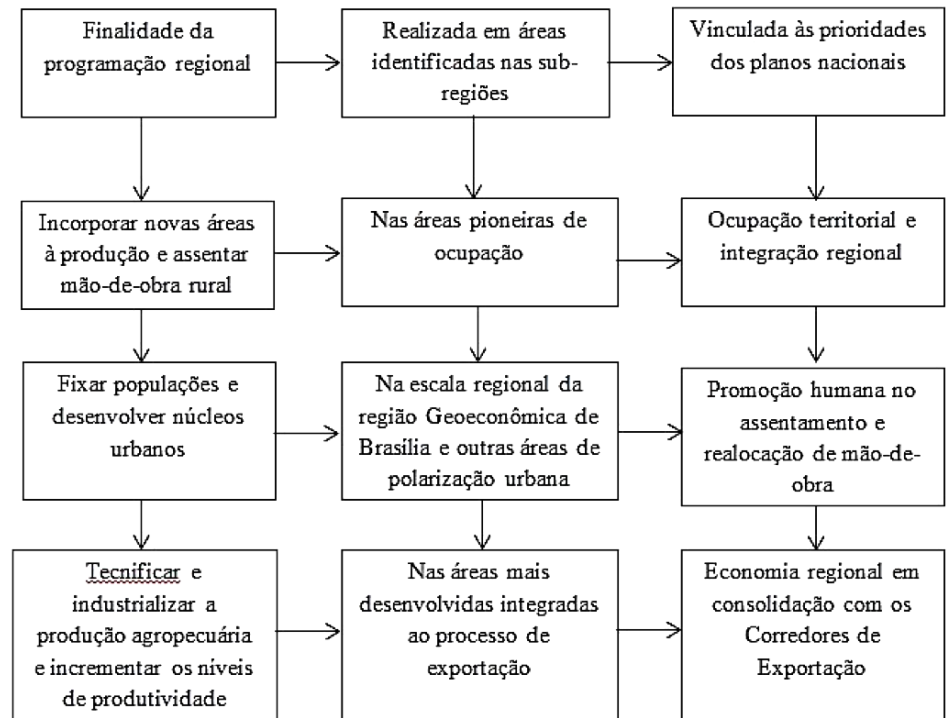 Finalidade da
programação regional
Realizada em áreas
identificadas nas sub-
regiões
Vinculada às prioridades
dos planos nacionais
Incorporar novas áreas
à produção e assentar
mão-de-obra rural
Nas áreas pioneiras de
ocupação
Ocupação territorial e
integração regional
Fixar populações e
desenvolver núcleos
urbanos
Na escala regional da
região Geoeconômica de
Brasília e outras áreas de
polarização urbana
Promoção humana no
assentamento e
realocação de mão-de-
obra
Tecnificar e
industrializar a
produção agropecuária
e incrementar os níveis
de produtividade
Nas áreas mais
desenvolvidas integradas
ao processo de
exportação
Economia regional em
consolidação com os
Corredores de
Exportação